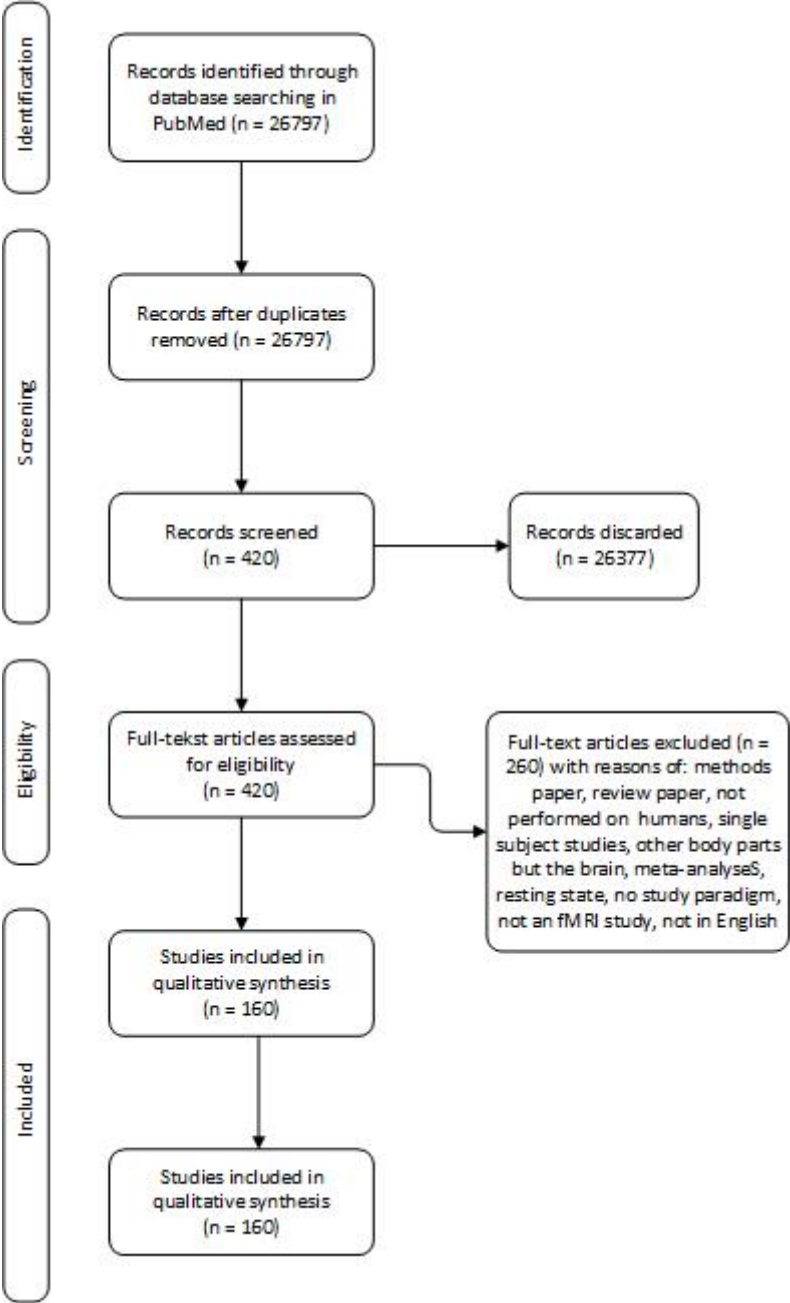 Identification
Records identified through
database searching in
PubMed (n = 26797)
Screening
Records after duplicates
removed (n = 26797)
Records screened
(n = 420)
Records discarded
(n = 26377)
Eligibility
Full-tekst articles assessed
for eligibility
(n = 420)
Full-text articles excluded (n =
260) with reasons of: methods
paper, review paper, not
performed on humans, single
subject studies, other body parts
but the brain, meta-analyseS,
resting state, no study paradigm,
not an fMRI study, not in English
Included
Studies included in
qualitative synthesis
(n = 160)
Studies included in
qualitative synthesis
(n = 160)